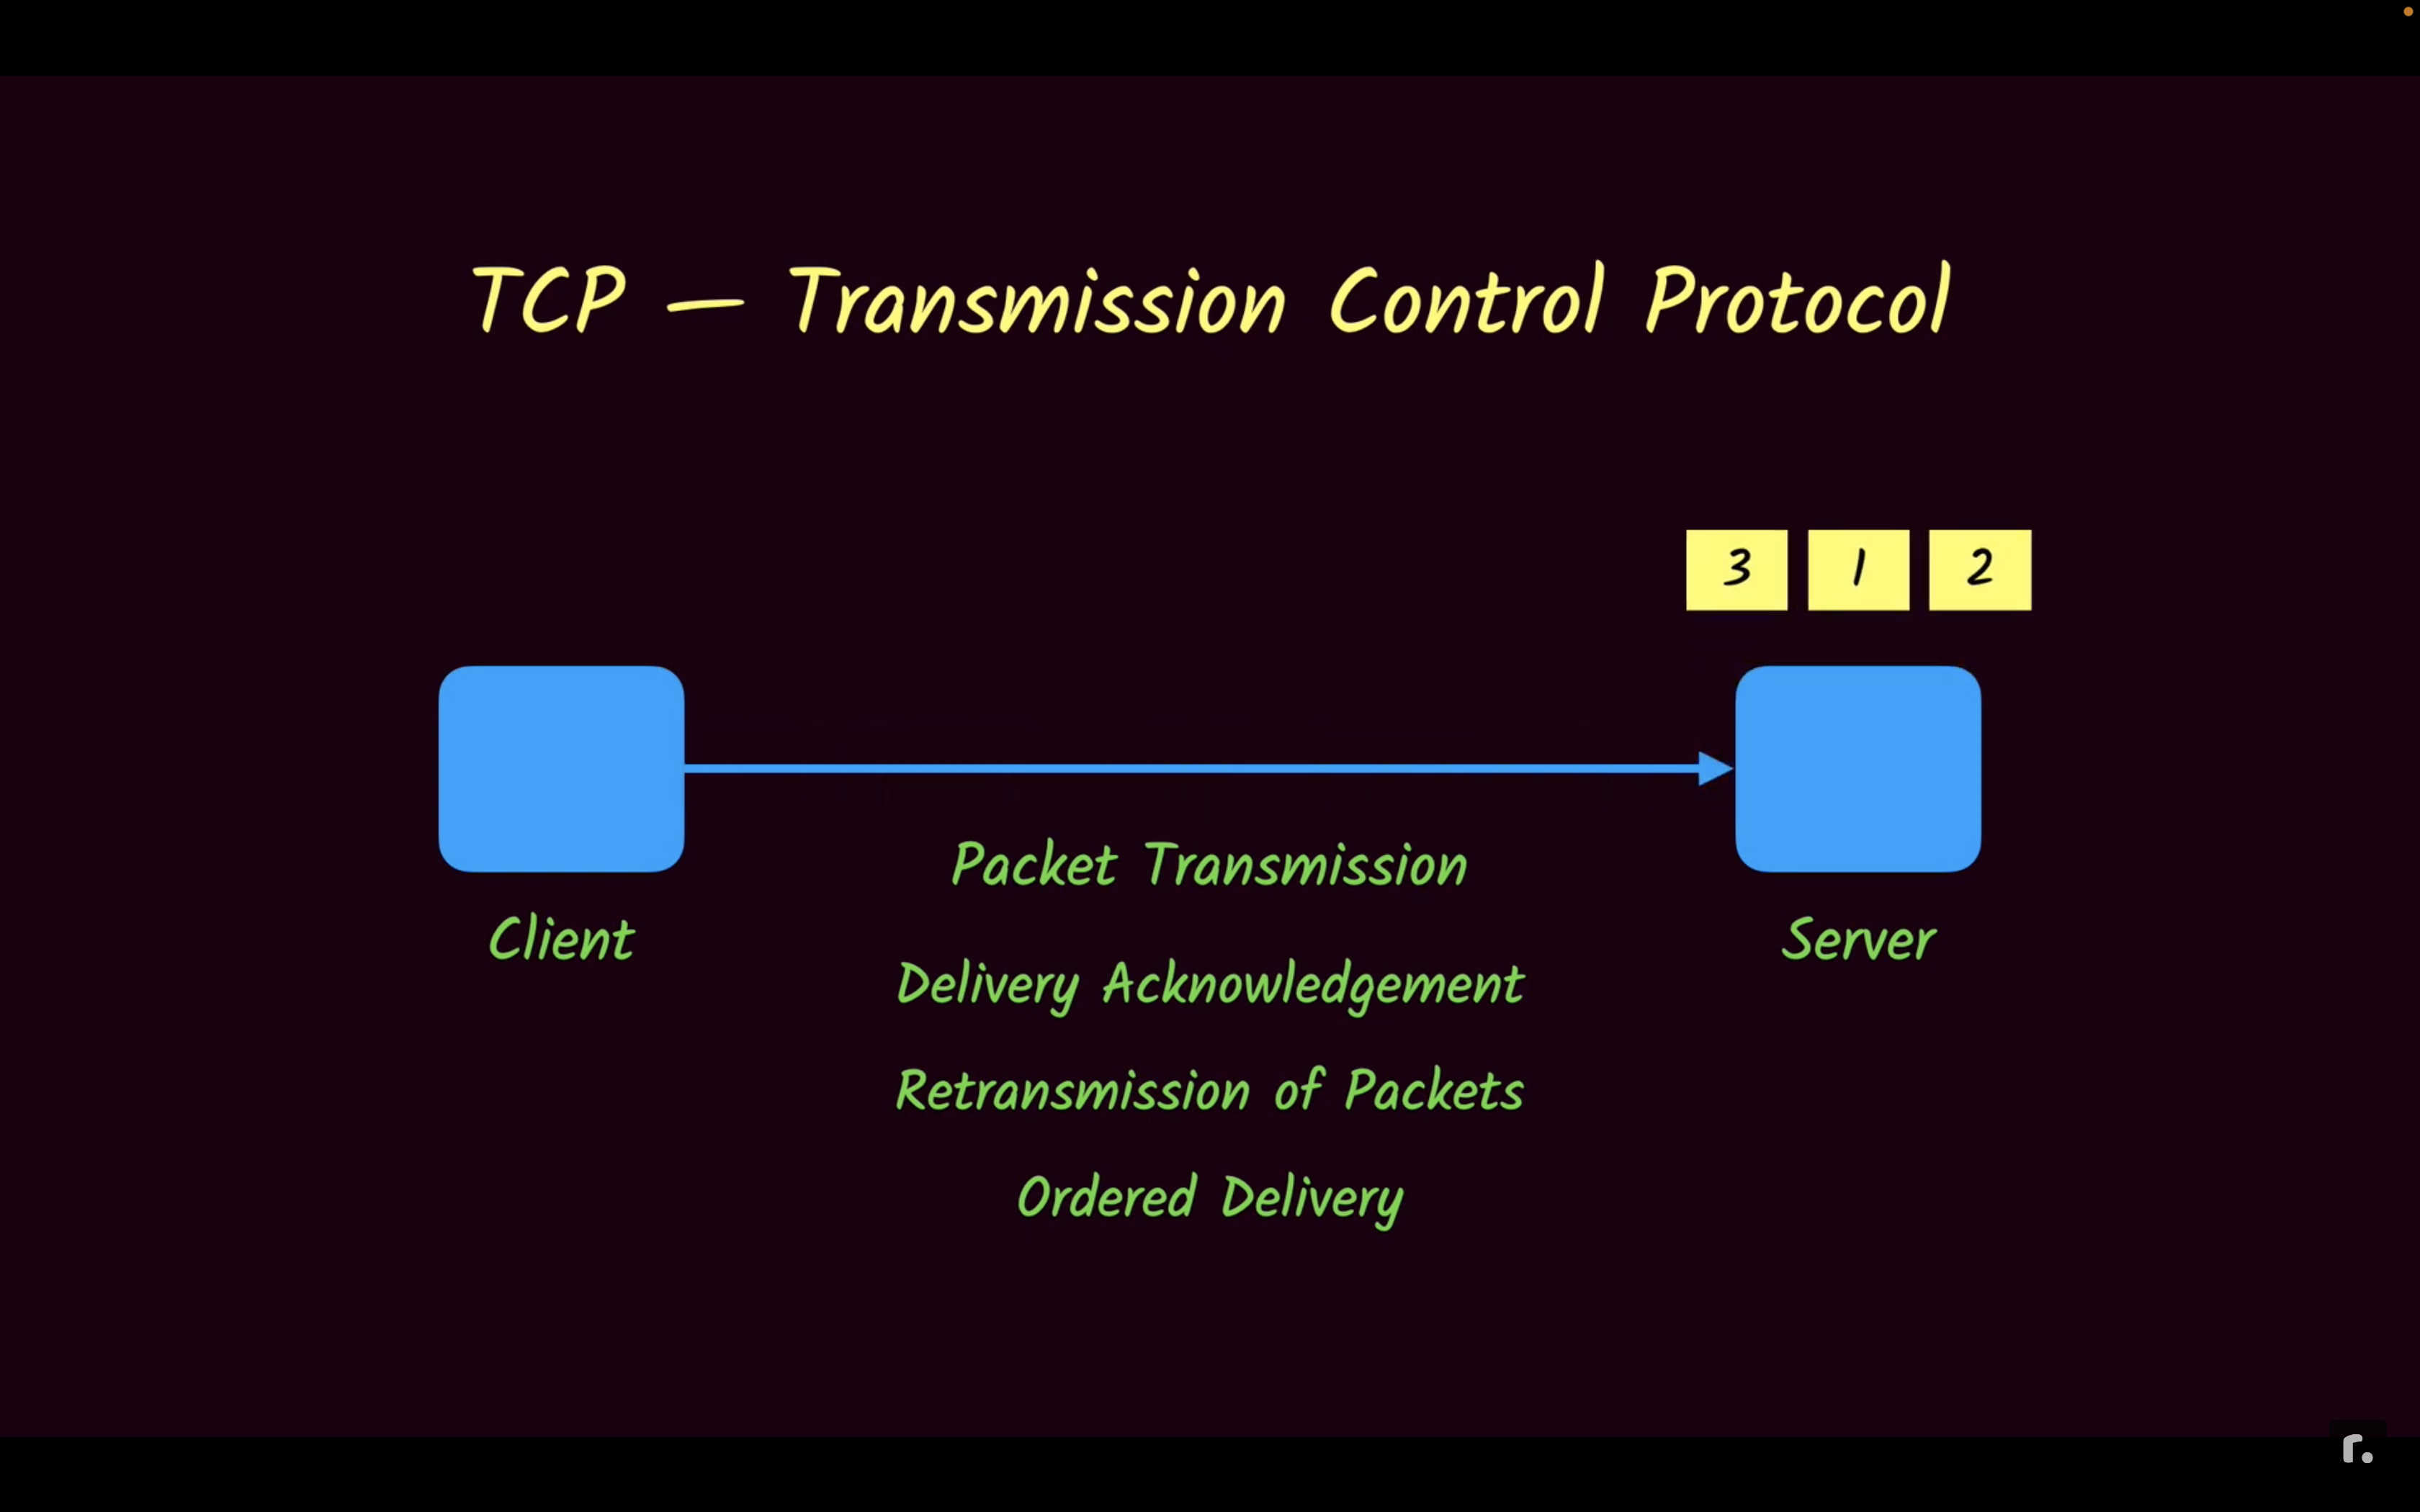 TCP — Transmission Control Protocol
3 1 2
Packet Transmission
Client
Server
Delivery Acknowledgement
Retransmission of Packets
Ordered Delivery
r.